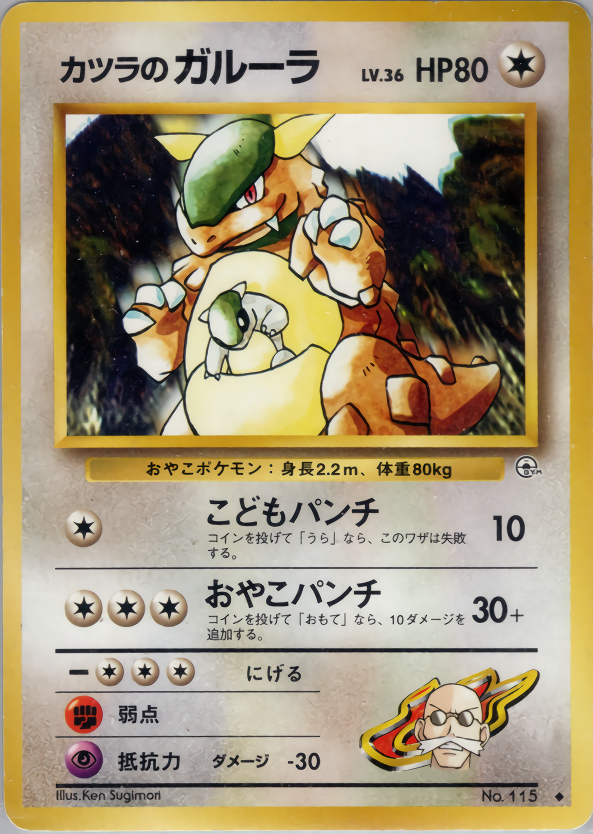 カツラのガルーラ LV.36 HP80
おやこポケモン：身長2.2m、体重80kg
GYM
こどもパンチ 10
コインを投げて「うら」なら、このワザは失敗
する。
おやこパンチ 30+
コインを投げて「おもて」なら、10ダメージを
追加する。
にげる
弱点
抵抗力 ダメージ -30
Illus.Ken Sugimori No. 115